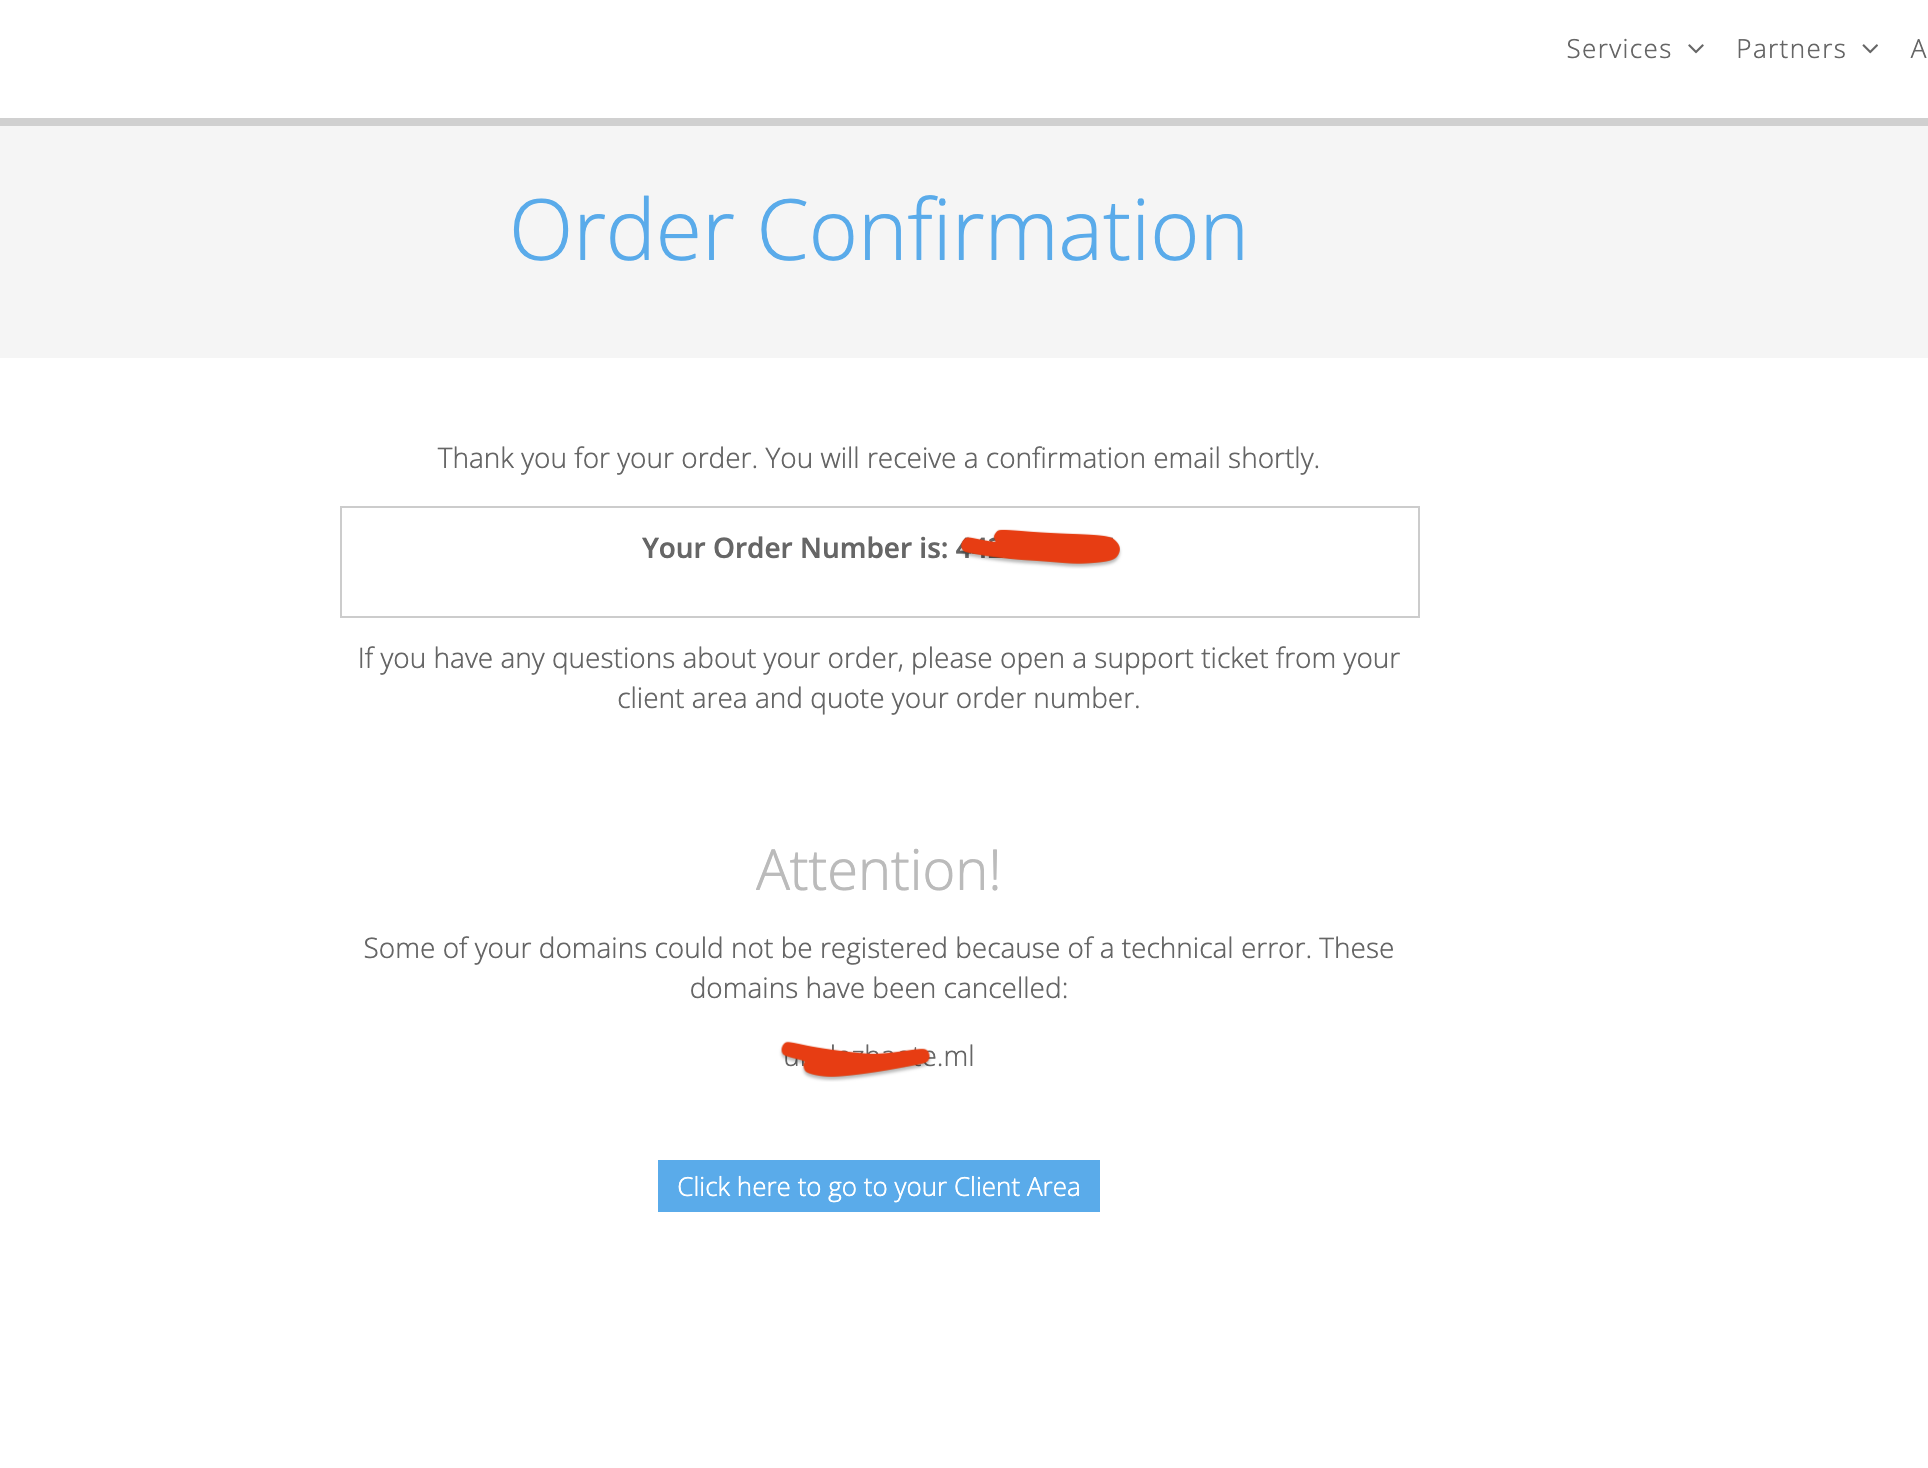 Services Partners A
Order Confirmation
Thank you for your order. You will receive a confirmation email shortly.
Your Order Number is:
If you have any questions about your order, please open a support ticket from your
client area and quote your order number.
Attention!
Some of your domains could not be registered because of a technical error. These
domains have been cancelled:
.ml
Click here to go to your Client Area